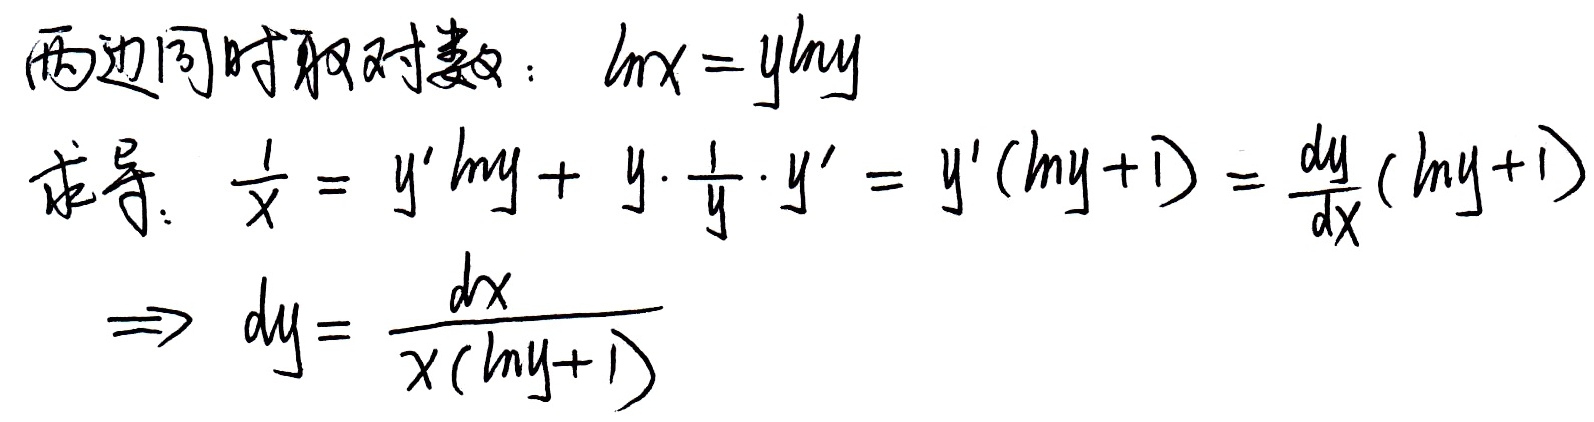 两边同时取对数：lnx = ylny
求导：1/x = y' lny + y · 1/y · y' = y'(lny+1) = dy/dx (lny+1)
⇒ dy = dx / x(lny+1)